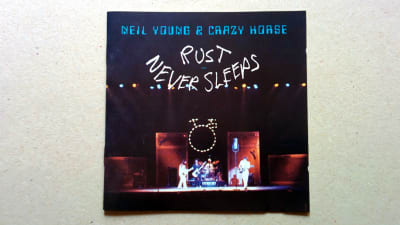 NEIL YOUNG & CRAZY HORSE
RUST
NEVER SLEEPS